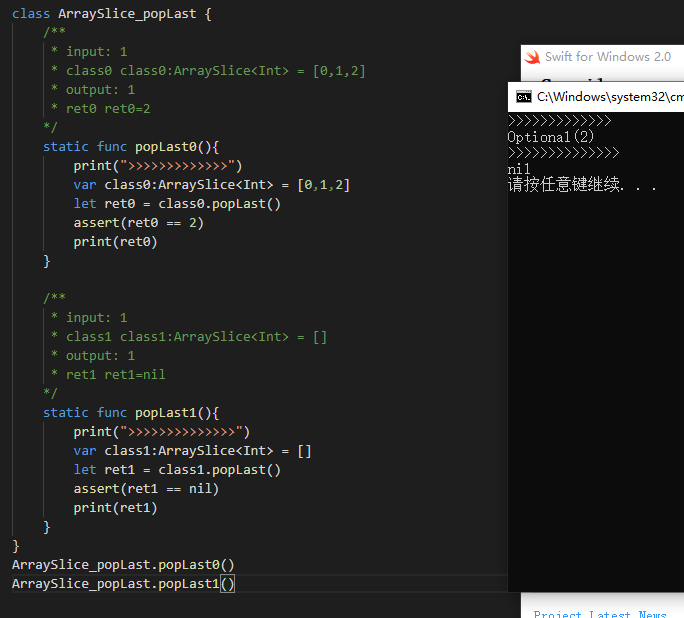 class ArraySlice_popLast {
/**
* input: 1
* class0 class0:ArraySlice<Int> = [0,1,2]
* output: 1
* ret0 ret0=2
*/
static func popLast0(){
print(">>>>>>>>>>>>>")
var class0:ArraySlice<Int> = [0,1,2]
let ret0 = class0.popLast()
assert(ret0 == 2)
print(ret0)
}
/**
* input: 1
* class1 class1:ArraySlice<Int> = []
* output: 1
* ret1 ret1=nil
*/
static func popLast1(){
print(">>>>>>>>>>>>>>")
var class1:ArraySlice<Int> = []
let ret1 = class1.popLast()
assert(ret1 == nil)
print(ret1)
}
}
ArraySlice_popLast.popLast0()
ArraySlice_popLast.popLast1()
Swift for Windows 2.0
C:\Windows\system32\cm
>>>>>>>>>>>>>
Optional(2)
>>>>>>>>>>>>>>
nil
请按任意键继续. . .
Project Latest News